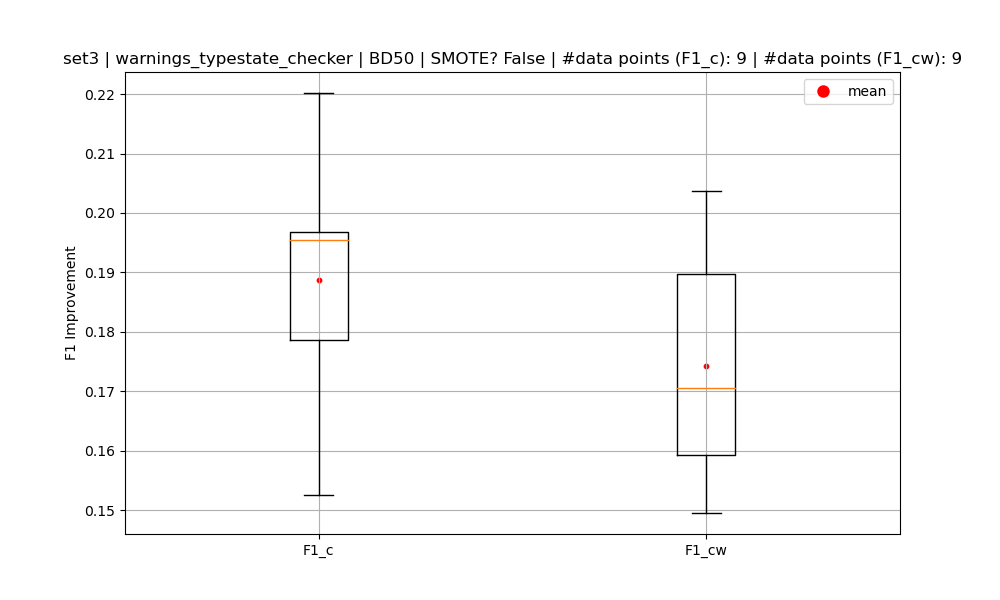 set3 | warnings_typestate_checker | BD50 | SMOTE? False | #data points (F1_c): 9 | #data points (F1_cw): 9
mean
0.22
0.21
0.20
0.19
0.18
0.17
0.16
0.15
F1 Improvement
F1_c
F1_cw